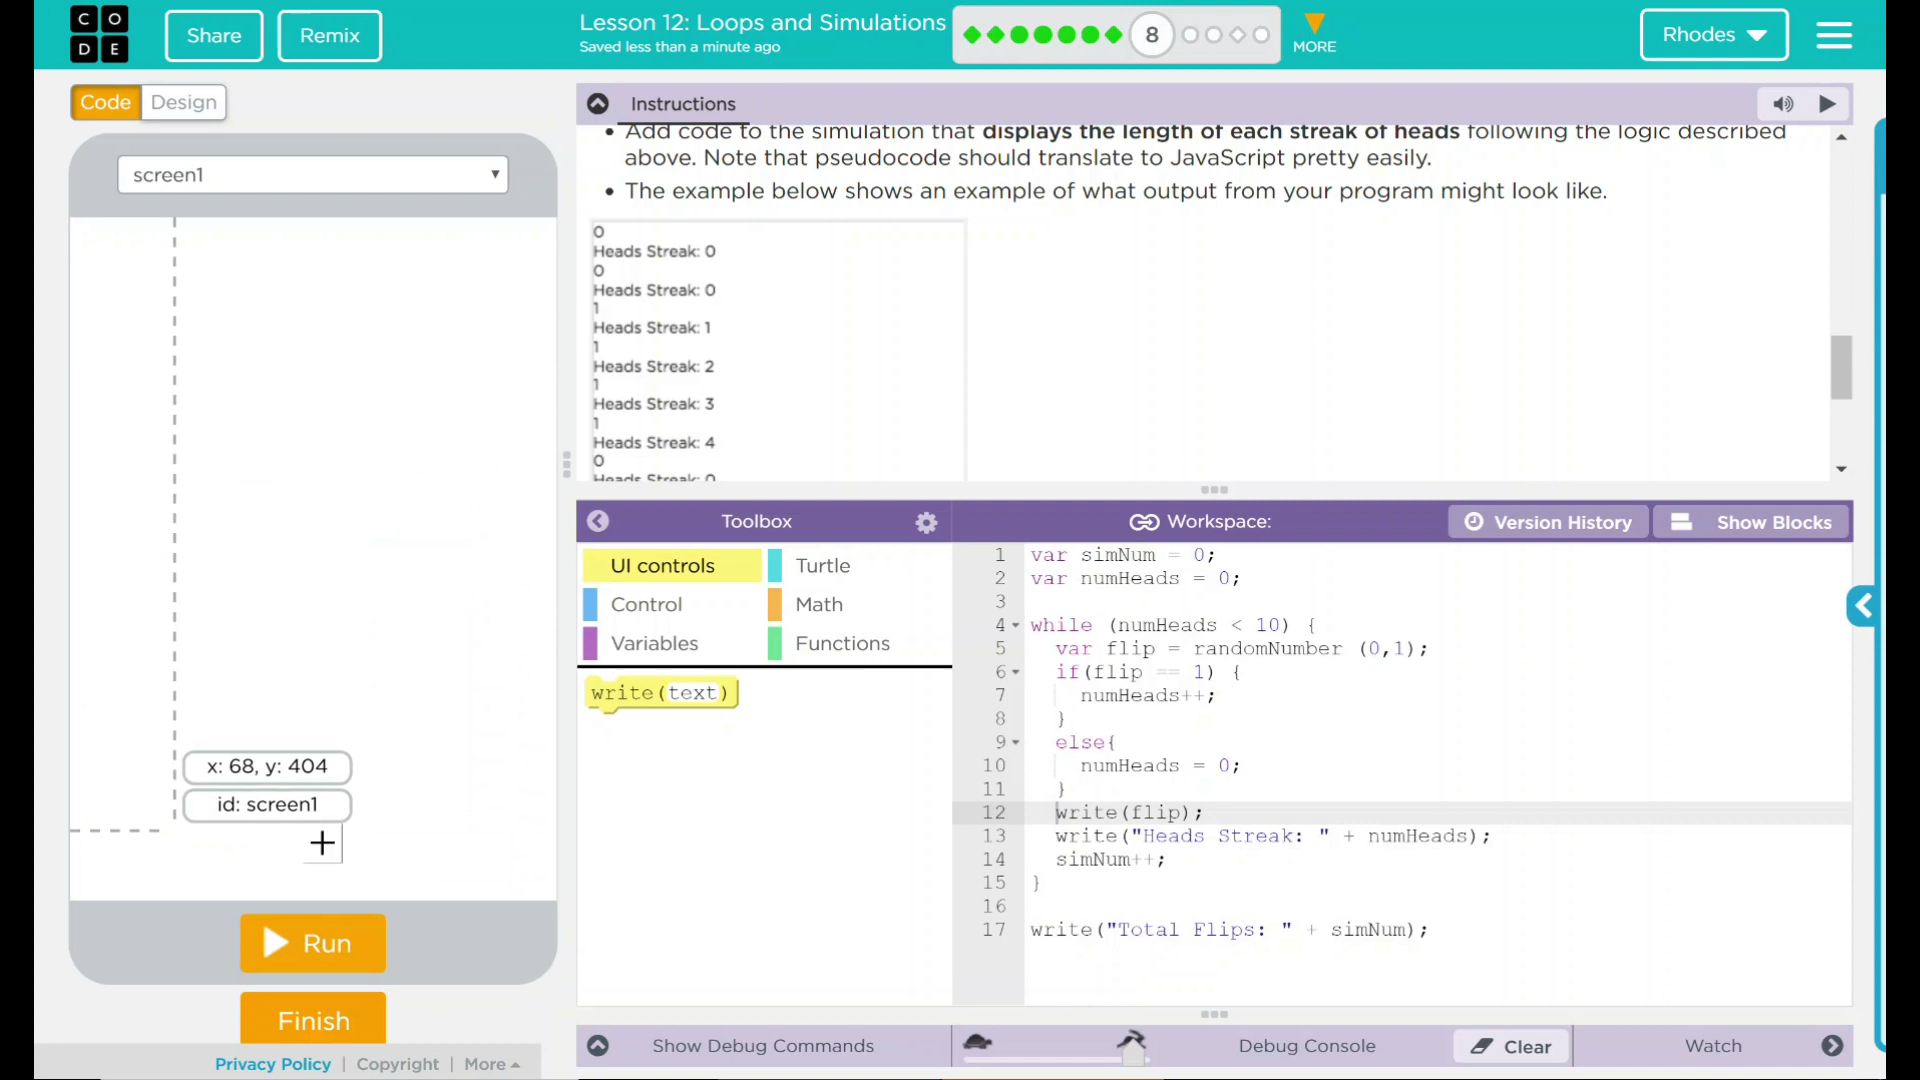 C O
D E
Share
Remix
Lesson 12: Loops and Simulations
Saved less than a minute ago
8
MORE
Rhodes
Code
Design
Instructions
• Add code to the simulation that displays the length of each streak of heads following the logic described
above. Note that pseudocode should translate to JavaScript pretty easily.
• The example below shows an example of what output from your program might look like.
screen1
0
Heads Streak: 0
0
Heads Streak: 0
1
Heads Streak: 1
1
Heads Streak: 2
1
Heads Streak: 3
1
Heads Streak: 4
0
Heads Streak: 0
Toolbox
Workspace:
Version History
Show Blocks
UI controls
Turtle
Control
Math
Variables
Functions
write(text)
1 var simNum = 0;
2 var numHeads = 0;
3
4 while (numHeads < 10) {
5 var flip = randomNumber (0,1);
6 if(flip == 1) {
7 numHeads++;
8 }
9 else{
10 numHeads = 0;
11 }
12 write(flip);
13 write("Heads Streak: " + numHeads);
14 simNum++;
15 }
16
17 write("Total Flips: " + simNum);
x: 68, y: 404
id: screen1
Run
Finish
Show Debug Commands
Debug Console
Clear
Watch
Privacy Policy | Copyright | More